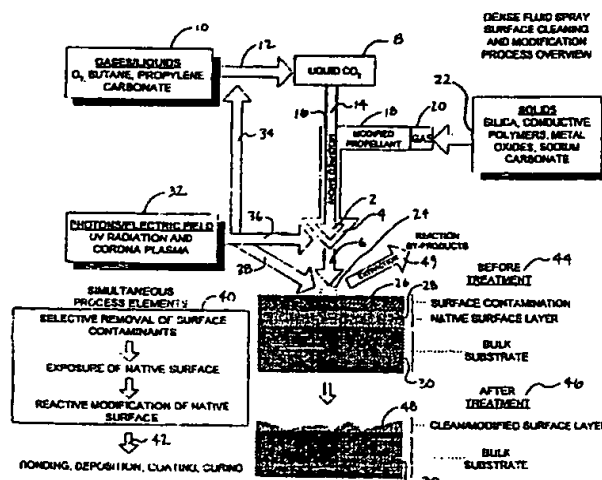 DENSE FLUID SPRAY
SURFACE CLEANING
AND MODIFICATION
PROCESS OVERVIEW
10
12
8
GASES/LIQUIDS
O₂, BUTANE, PROPYLENE
CARBONATE
LIQUID CO₂
22
16
14
18
20
MODIFIED
PROPELLANT
GAS
SOLIDS
SILICA, CONDUCTIVE
POLYMERS, METAL
OXIDES, SODIUM
CARBONATE
34
32
PHOTONS/ELECTRIC FIELD
UV RADIATION AND
CORONA PLASMA
36
38
2
4
6
24
REACTION
BY-PRODUCTS
49
BEFORE
TREATMENT
44
26
28
SURFACE CONTAMINATION
NATIVE SURFACE LAYER
BULK
SUBSTRATE
30
SIMULTANEOUS
PROCESS ELEMENTS
40
SELECTIVE REMOVAL OF SURFACE
CONTAMINANTS
EXPOSURE OF NATIVE SURFACE
REACTIVE MODIFICATION OF NATIVE
SURFACE
42
BONDING, DEPOSITION, COATING, CURING
AFTER
TREATMENT
46
48
CLEAN/MODIFIED SURFACE LAYER
BULK
SUBSTRATE